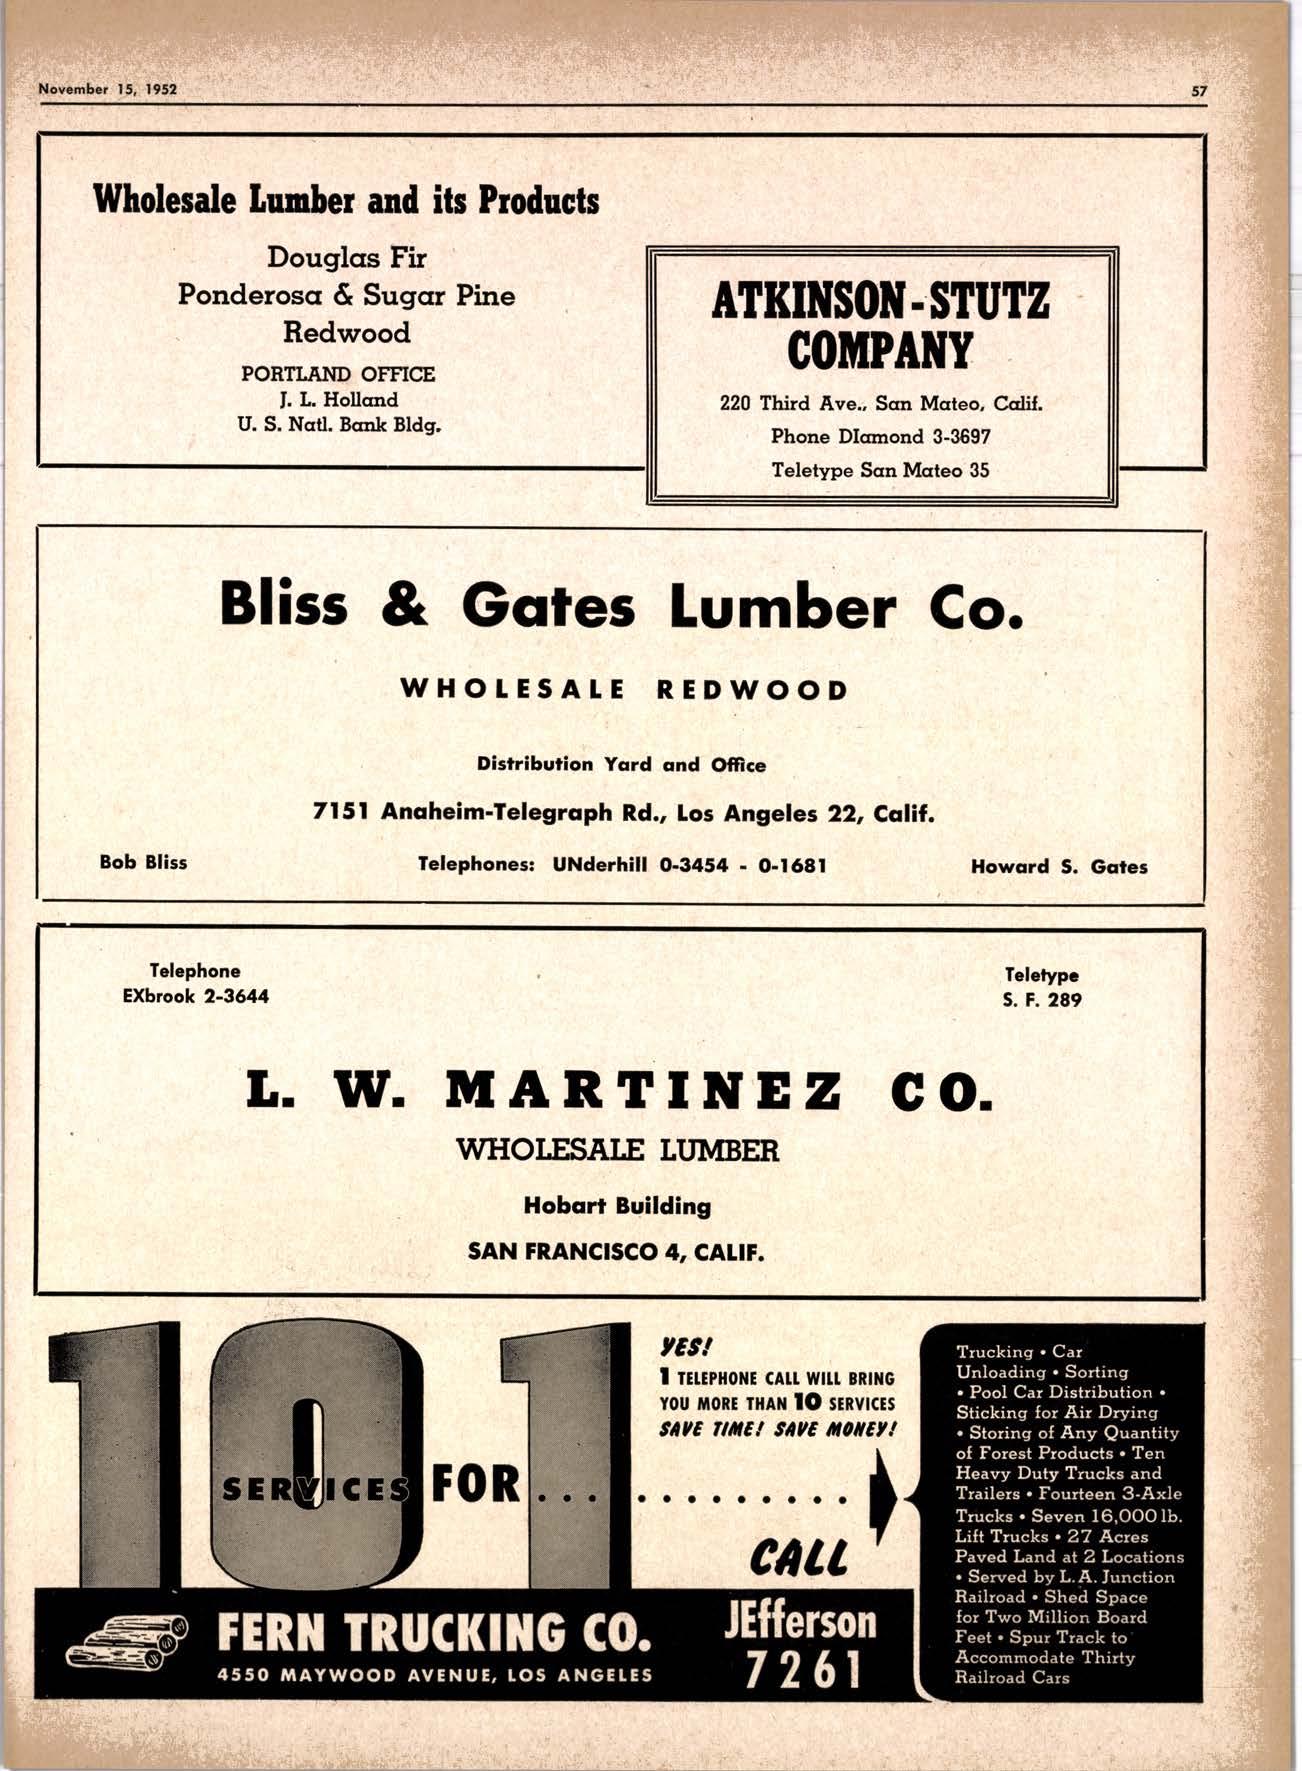 November 15, 1952
57
Wholesale Lumber and its Products
Douglas Fir
Ponderosa & Sugar Pine
Redwood
PORTLAND OFFICE
J. L. Holland
U. S. Natl. Bank Bldg.
ATKINSON-STUTZ
COMPANY
220 Third Ave., San Mateo, Calif.
Phone DIamond 3-3697
Teletype San Mateo 35
Bliss & Gates Lumber Co.
WHOLESALE REDWOOD
Distribution Yard and Office
7151 Anaheim-Telegraph Rd., Los Angeles 22, Calif.
Bob Bliss
Telephones: UNderhill 0-3454 - 0-1681
Howard S. Gates
Telephone
EXbrook 2-3644
Teletype
S. F. 289
L. W. MARTINEZ CO.
WHOLESALE LUMBER
Hobart Building
SAN FRANCISCO 4, CALIF.
101
SERVICES FOR... ..........
YES!
1 TELEPHONE CALL WILL BRING
YOU MORE THAN 10 SERVICES
SAVE TIME! SAVE MONEY!
CALL
JEfferson
7261
FERN TRUCKING CO.
4550 MAYWOOD AVENUE, LOS ANGELES
Trucking • Car
Unloading • Sorting
• Pool Car Distribution •
Sticking for Air Drying
• Storing of Any Quantity
of Forest Products • Ten
Heavy Duty Trucks and
Trailers • Fourteen 3-Axle
Trucks • Seven 16,000 lb.
Lift Trucks • 27 Acres
Paved Land at 2 Locations
• Served by L. A. Junction
Railroad • Shed Space
for Two Million Board
Feet • Spur Track to
Accommodate Thirty
Railroad Cars